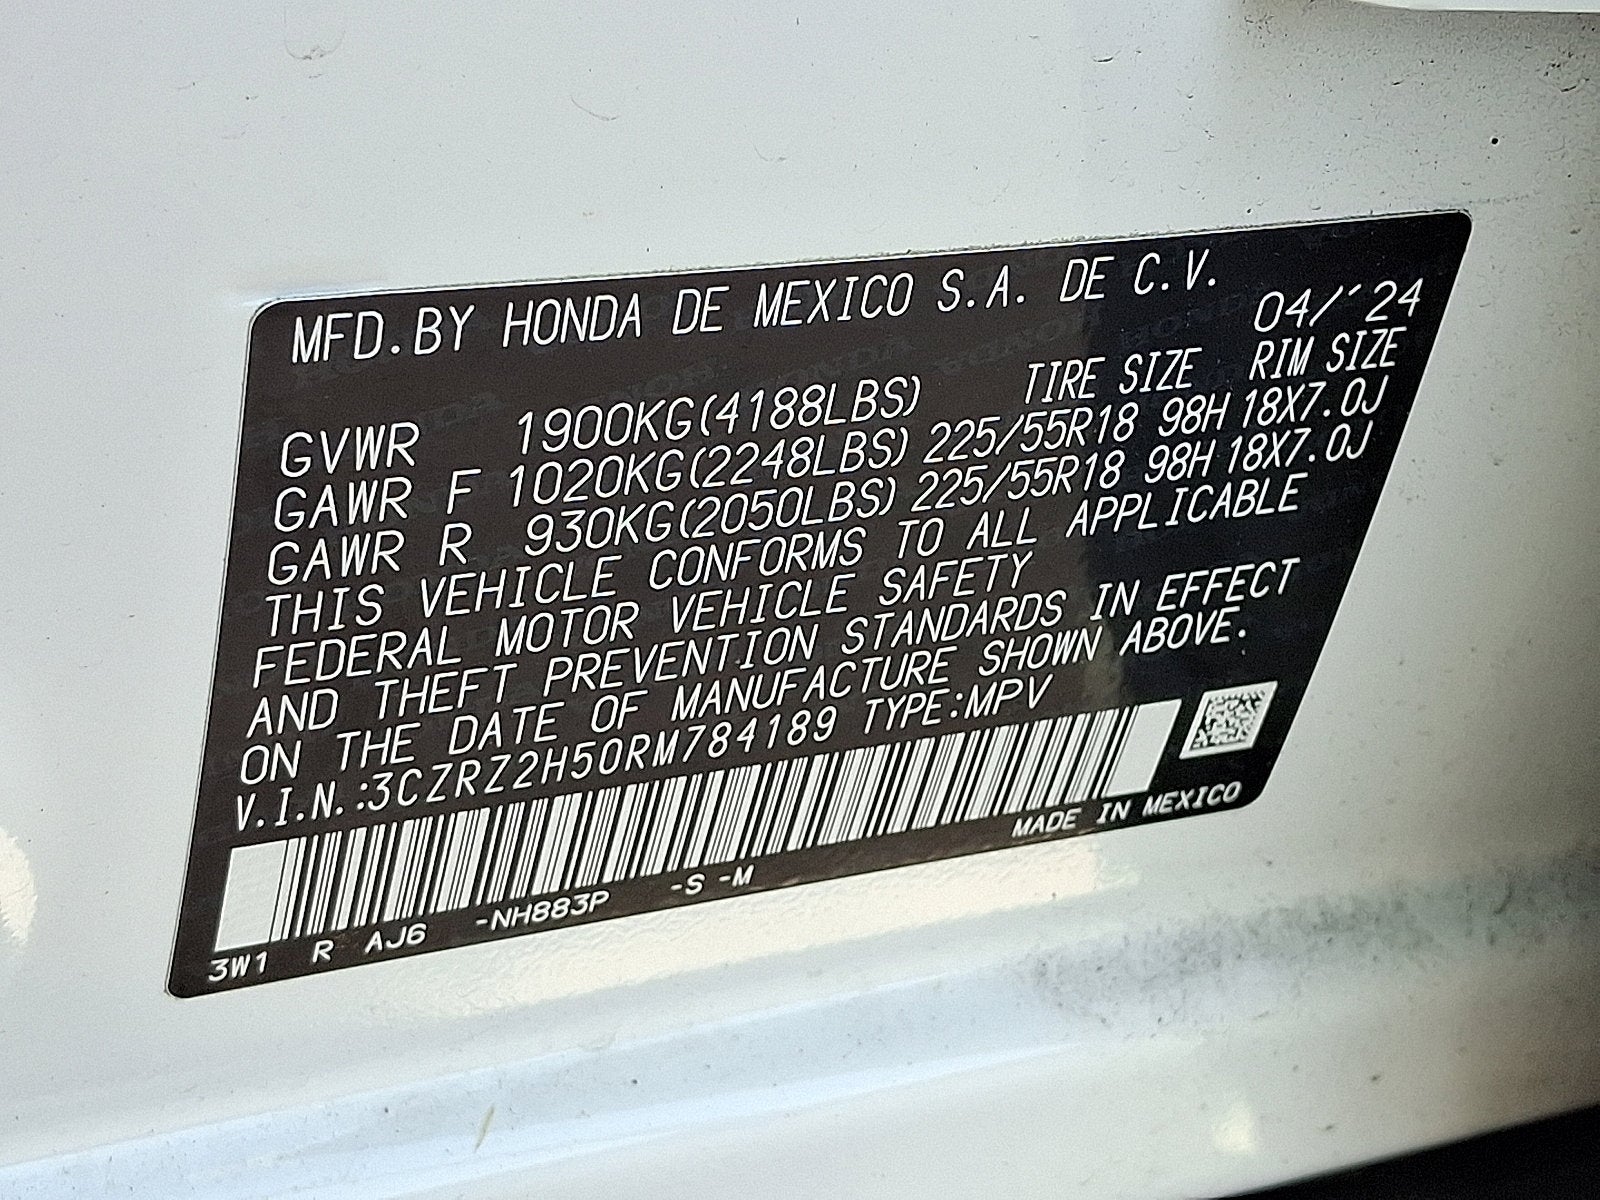 MFD.BY HONDA DE MEXICO S.A. DE C.V.
04/´24
TIRE SIZE RIM SIZE
GVWR 1900KG(4188LBS)
GAWR F 1020KG(2248LBS) 225/55R18 98H 18X7.0J
GAWR R 930KG(2050LBS) 225/55R18 98H 18X7.0J
THIS VEHICLE CONFORMS TO ALL APPLICABLE
FEDERAL MOTOR VEHICLE SAFETY
AND THEFT PREVENTION STANDARDS IN EFFECT
ON THE DATE OF MANUFACTURE SHOWN ABOVE.
V.I.N.:3CZRZ2H50RM784189 TYPE:MPV
MADE IN MEXICO
3W1 R AJ6 -NH883P -S -M